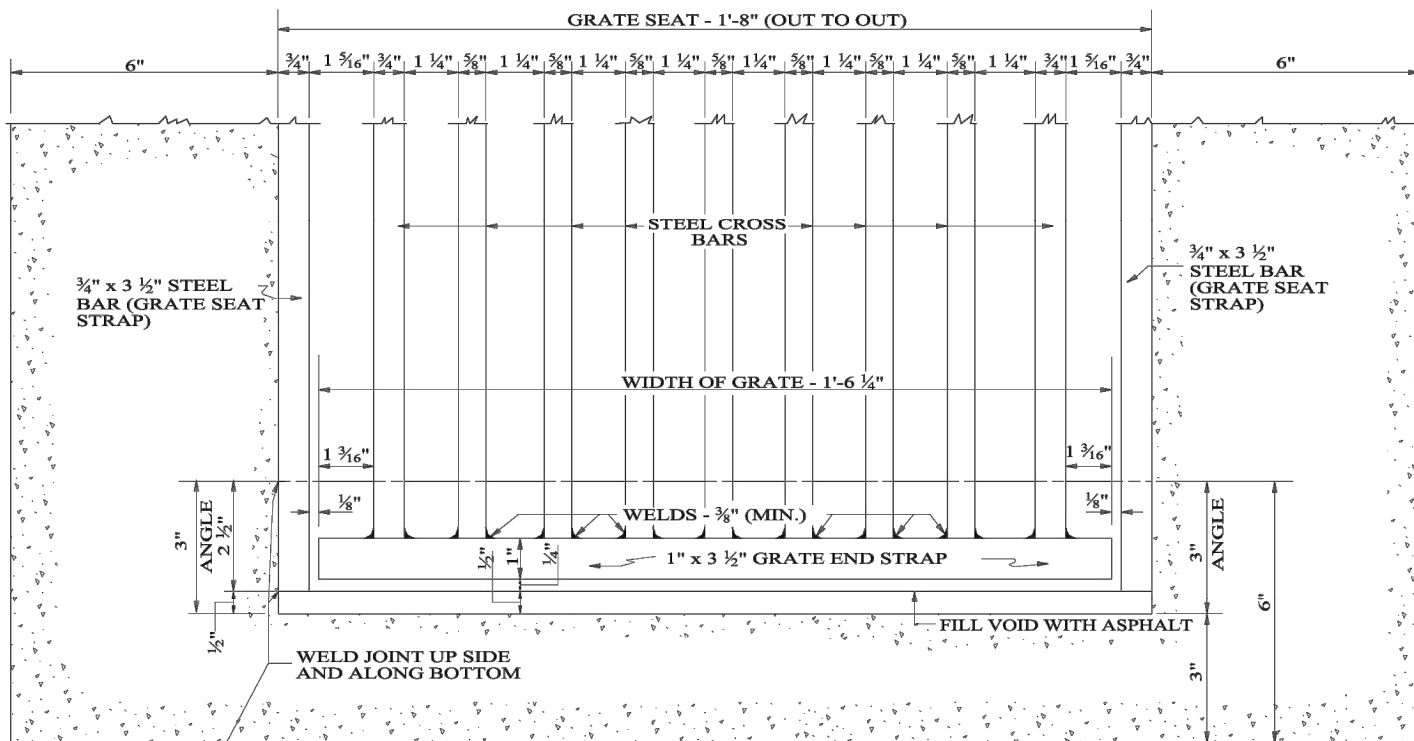 GRATE SEAT - 1'-8" (OUT TO OUT)
6" ¾" 1 5⁄16" ¾" 1 ¼" ⅝" 1 ¼" ⅝" 1 ¼" ⅝" 1 ¼" ⅝" 1¼" ⅝" 1 ¼" ⅝" 1 ¼" ⅝" 1 ¼" ¾" 1 5⁄16" ¾" 6"
STEEL CROSS
BARS
¾" x 3 ½" STEEL
BAR (GRATE SEAT
STRAP)
¾" x 3 ½"
STEEL BAR
(GRATE SEAT
STRAP)
WIDTH OF GRATE - 1'-6 ¼"
1 3⁄16"
1 3⁄16"
⅛"
⅛"
3"
ANGLE
2 ½"
½"
WELDS - ⅜" (MIN.)
½"
1"
¼"
1" x 3 ½" GRATE END STRAP
3"
ANGLE
6"
3"
FILL VOID WITH ASPHALT
WELD JOINT UP SIDE
AND ALONG BOTTOM